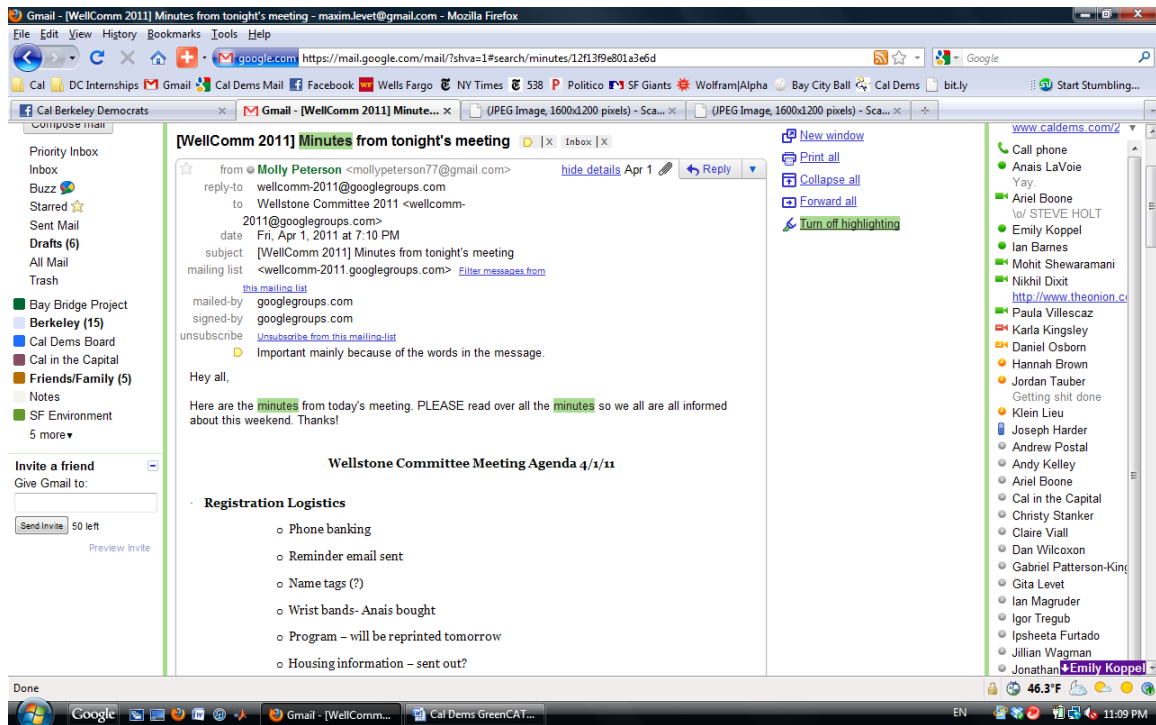 Gmail - [WellComm 2011] Minutes from tonight's meeting - maxim.levet@gmail.com - Mozilla Firefox
File Edit View History Bookmarks Tools Help
google.com https://mail.google.com/mail/?shva=1#search/minutes/12f13f9e801a3e6d Google
Cal DC Internships Gmail Cal Dems Mail Facebook Wells Fargo NY Times 538 Politico SF Giants Wolfram|Alpha Bay City Ball Cal Dems bit.ly Start Stumbling...
Cal Berkeley Democrats Gmail - [WellComm 2011] Minute... (JPEG Image, 1600x1200 pixels) - Sca... (JPEG Image, 1600x1200 pixels) - Sca...
Compose mail
Priority Inbox
Inbox
Buzz
Starred
Sent Mail
Drafts (6)
All Mail
Trash
Bay Bridge Project
Berkeley (15)
Cal Dems Board
Cal in the Capital
Friends/Family (5)
Notes
SF Environment
5 more▾
Invite a friend
Give Gmail to:
Send Invite 50 left
Preview Invite
[WellComm 2011] Minutes from tonight's meeting |X Inbox |X
from Molly Peterson <mollypeterson77@gmail.com> hide details Apr 1 Reply
reply-to wellcomm-2011@googlegroups.com
to Wellstone Committee 2011 <wellcomm-
2011@googlegroups.com>
date Fri, Apr 1, 2011 at 7:10 PM
subject [WellComm 2011] Minutes from tonight's meeting
mailing list <wellcomm-2011.googlegroups.com> Filter messages from
this mailing list
mailed-by googlegroups.com
signed-by googlegroups.com
unsubscribe Unsubscribe from this mailing-list
Important mainly because of the words in the message.
Hey all,
Here are the minutes from today's meeting. PLEASE read over all the minutes so we all are all informed
about this weekend. Thanks!
Wellstone Committee Meeting Agenda 4/1/11
· Registration Logistics
o Phone banking
o Reminder email sent
o Name tags (?)
o Wrist bands- Anais bought
o Program – will be reprinted tomorrow
o Housing information – sent out?
New window
Print all
Collapse all
Forward all
Turn off highlighting
www.caldems.com/2
Call phone
Anais LaVoie
Yay.
Ariel Boone
\o/ STEVE HOLT
Emily Koppel
Ian Barnes
Mohit Shewaramani
Nikhil Dixit
http://www.theonion.c
Paula Villescaz
Karla Kingsley
Daniel Osborn
Hannah Brown
Jordan Tauber
Getting shit done
Klein Lieu
Joseph Harder
Andrew Postal
Andy Kelley
Ariel Boone
Cal in the Capital
Christy Stanker
Claire Viall
Dan Wilcoxon
Gabriel Patterson-King
Gita Levet
Ian Magruder
Igor Tregub
Ipsheeta Furtado
Jillian Wagman
Jonathan Emily Koppel
Done 46.3°F
Google Gmail - [WellComm... Cal Dems GreenCAT... EN 11:09 PM